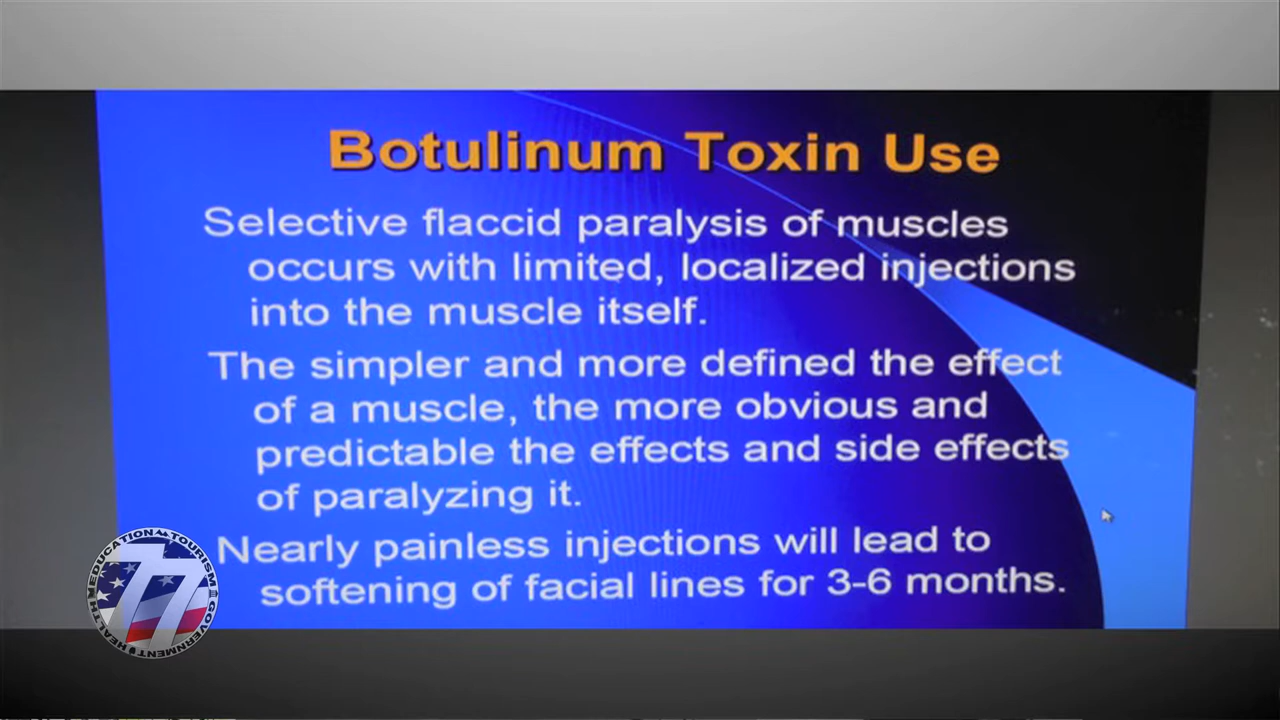 Botulinum Toxin Use
Selective flaccid paralysis of muscles
occurs with limited, localized injections
into the muscle itself.
The simpler and more defined the effect
of a muscle, the more obvious and
predictable the effects and side effects
of paralyzing it.
Nearly painless injections will lead to
softening of facial lines for 3-6 months.
77
HEALTH EDUCATION TOURISM GOVERNMENT